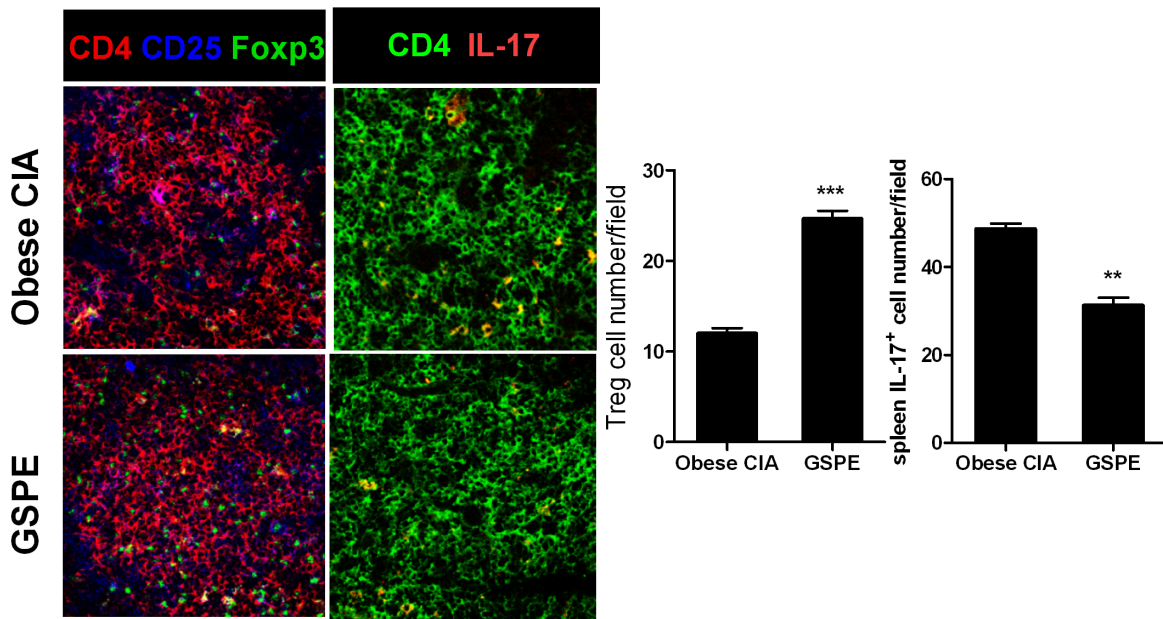 CD4 CD25 Foxp3
CD4 IL-17
Obese CIA
GSPE
Treg cell number/field
30
20
10
0
***
Obese CIA
GSPE
spleen IL-17⁺ cell number/field
60
40
20
0
**
Obese CIA
GSPE